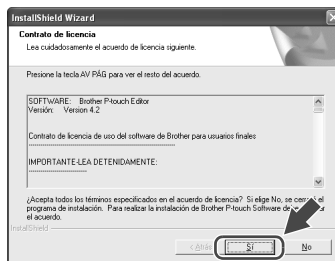 InstallShield Wizard
Contrato de licencia
Lea cuidadosamente el acuerdo de licencia siguiente.
Presione la tecla AV PÁG para ver el resto del acuerdo.
SOFTWARE: Brother P-touch Editor
Versión: Version 4.2
Contrato de licencia de uso del software de Brother para usuarios finales
IMPORTANTE-LEA DETENIDAMENTE:
¿Acepta todos los términos especificados en el acuerdo de licencia? Si elige No, se cerrará el
programa de instalación. Para realizar la instalación de Brother P-touch Software
el acuerdo.
InstallShield
< Atrás
Sí
No